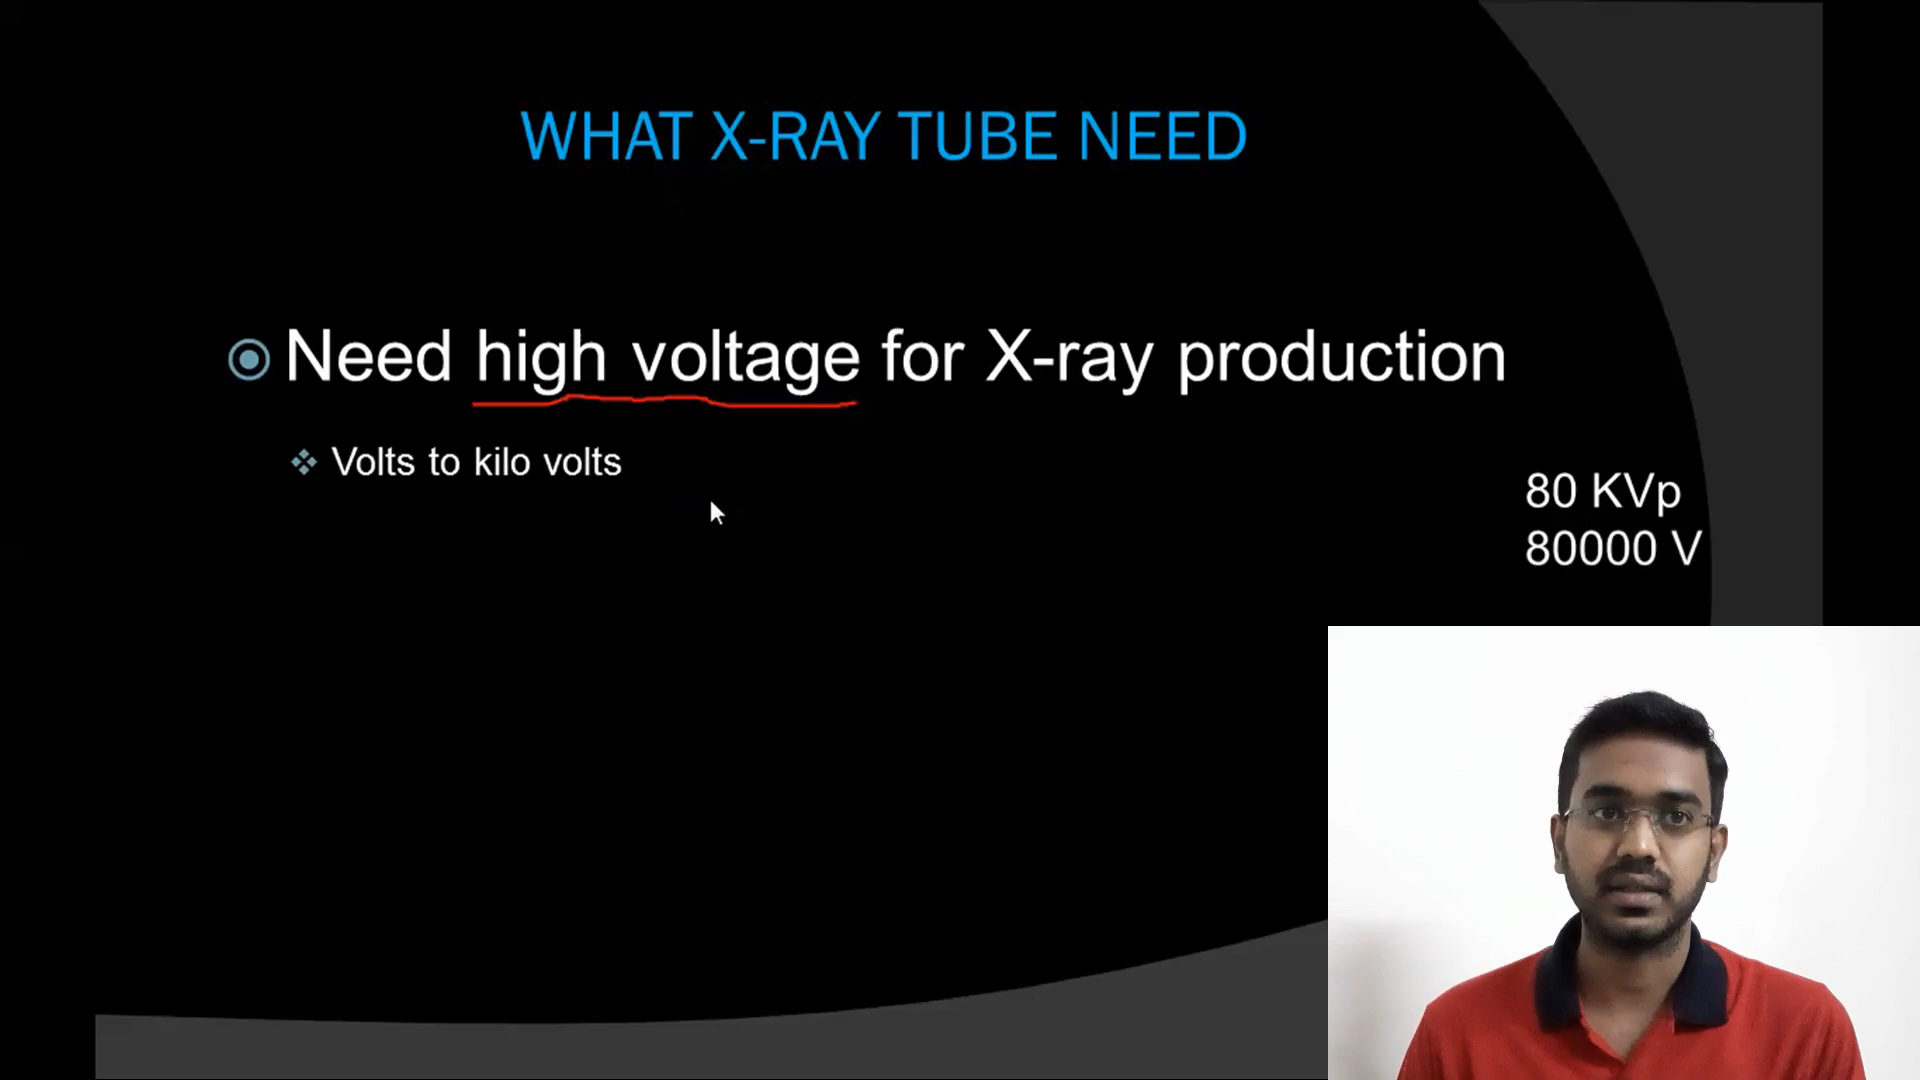 WHAT X-RAY TUBE NEED
Need high voltage for X-ray production
Volts to kilo volts
80 KVp
80000 V